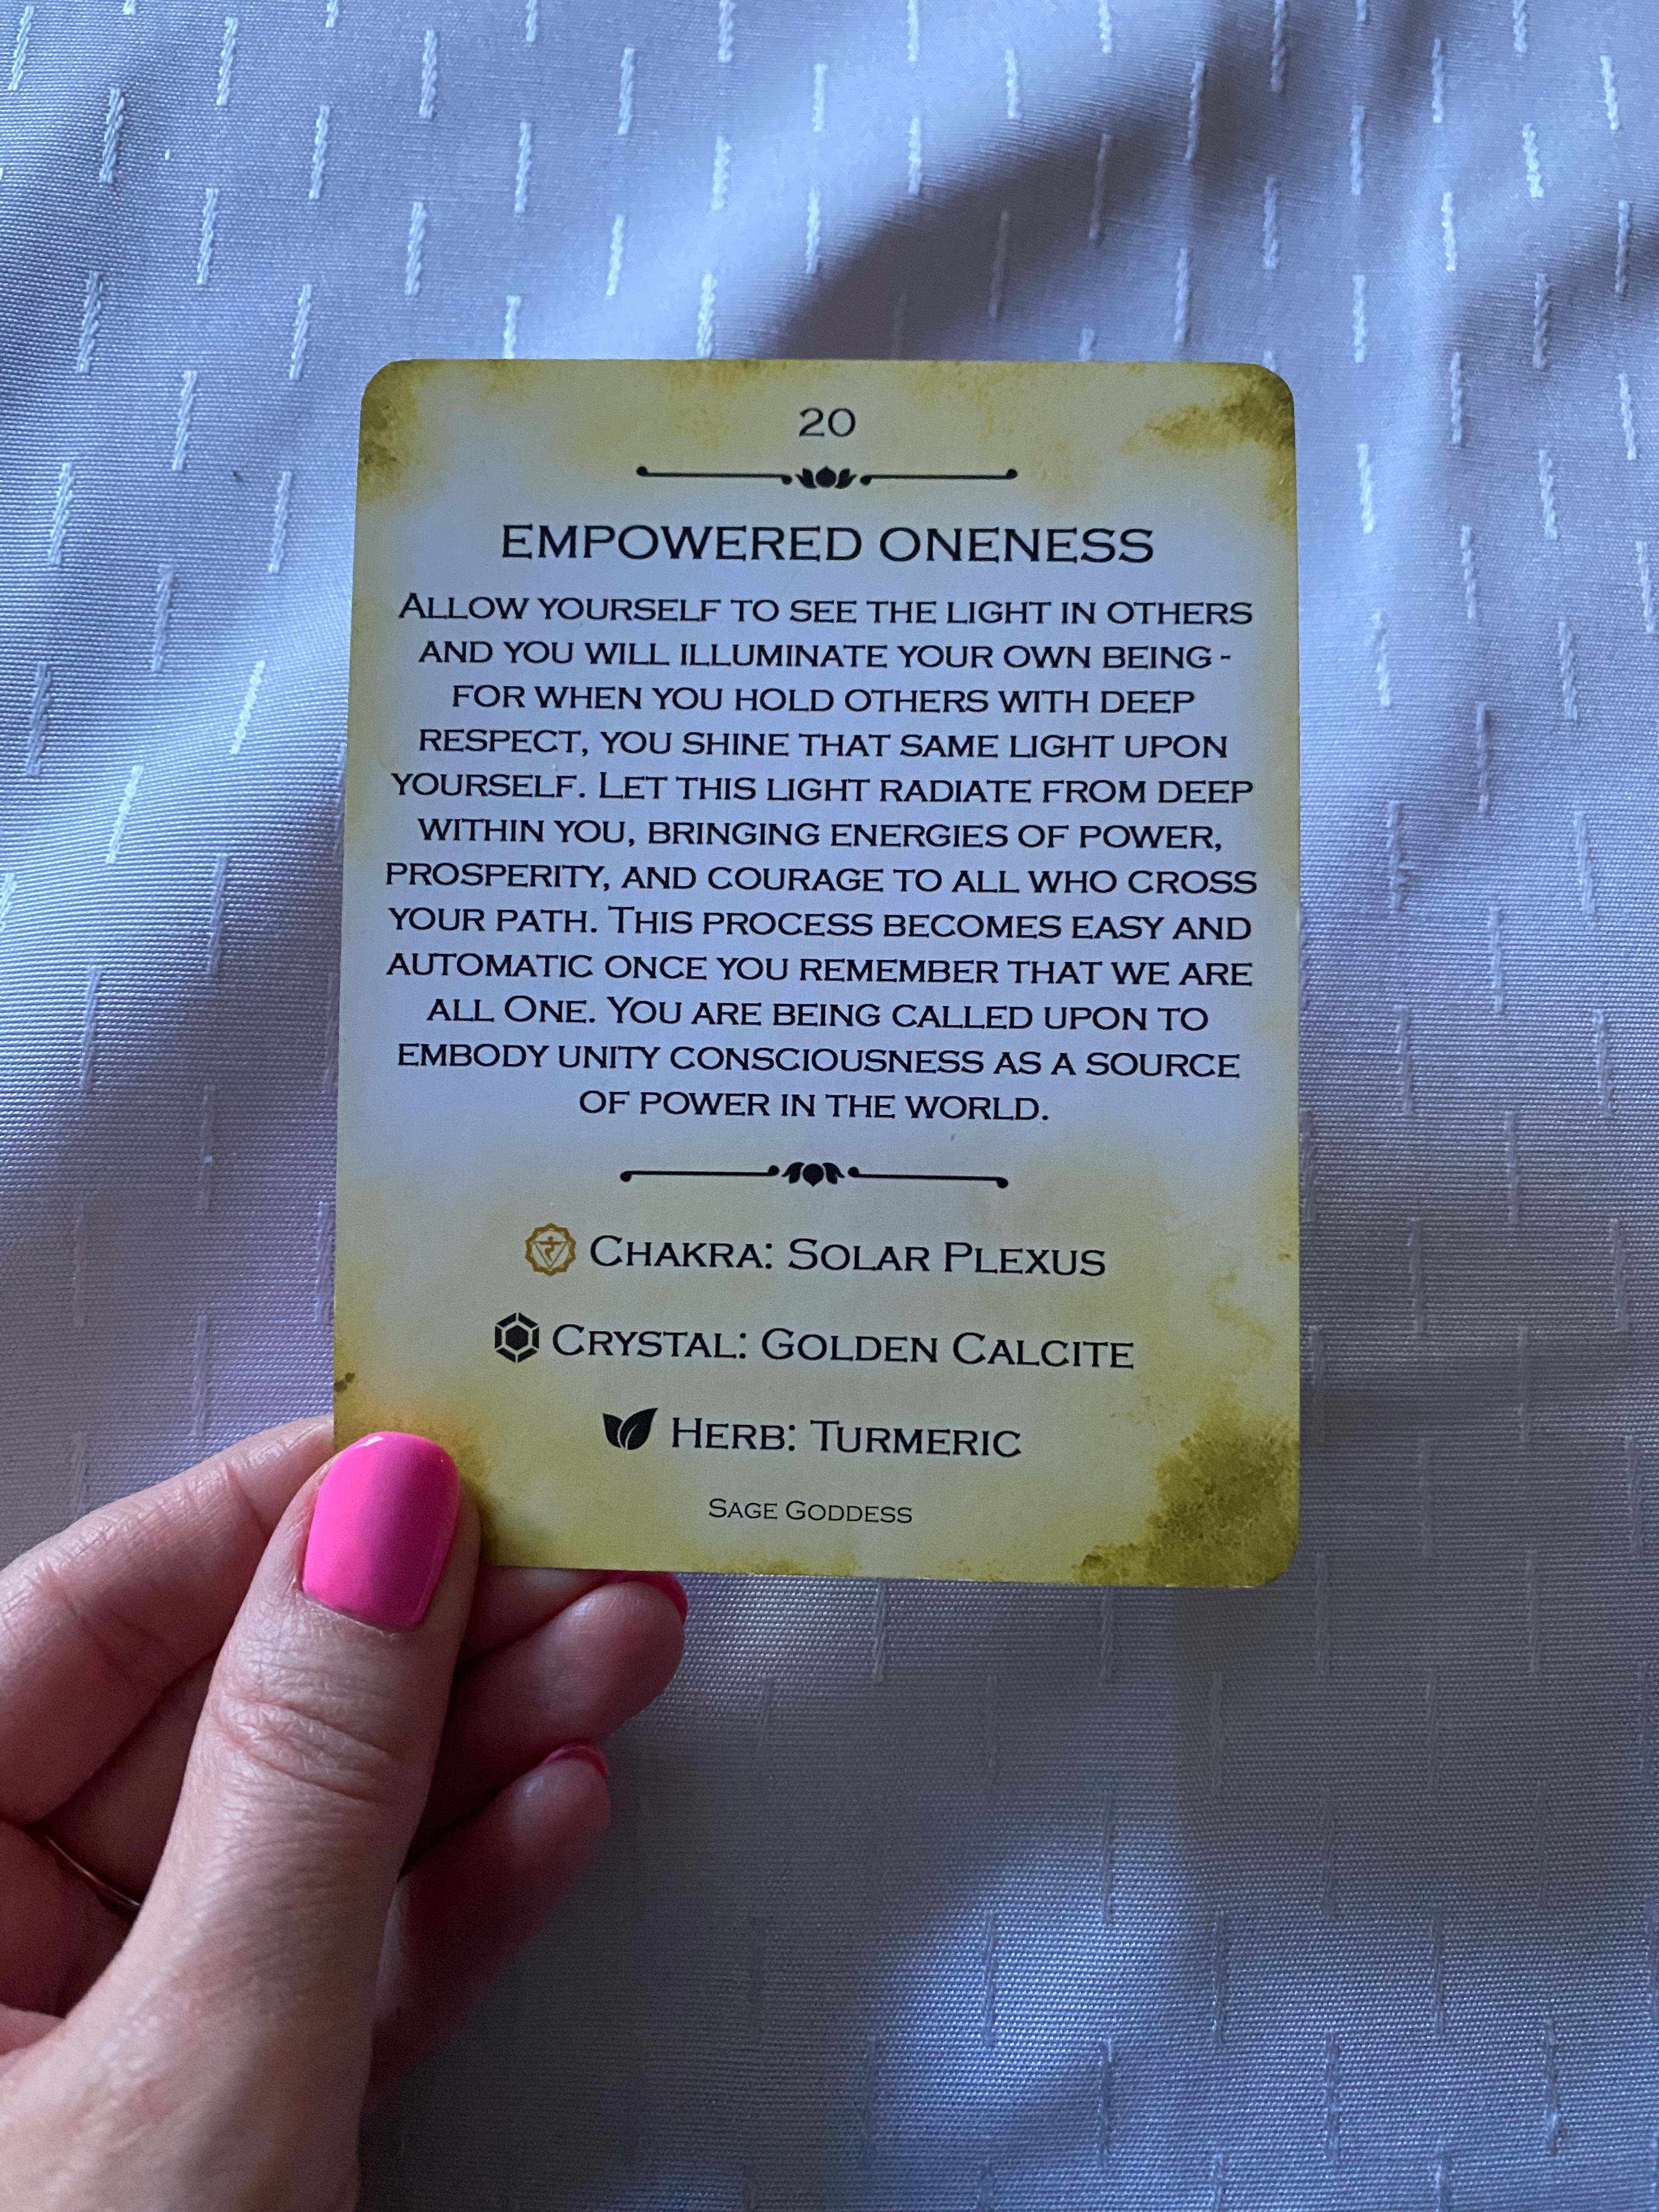 20
EMPOWERED ONENESS
ALLOW YOURSELF TO SEE THE LIGHT IN OTHERS
AND YOU WILL ILLUMINATE YOUR OWN BEING -
FOR WHEN YOU HOLD OTHERS WITH DEEP
RESPECT, YOU SHINE THAT SAME LIGHT UPON
YOURSELF. LET THIS LIGHT RADIATE FROM DEEP
WITHIN YOU, BRINGING ENERGIES OF POWER,
PROSPERITY, AND COURAGE TO ALL WHO CROSS
YOUR PATH. THIS PROCESS BECOMES EASY AND
AUTOMATIC ONCE YOU REMEMBER THAT WE ARE
ALL ONE. YOU ARE BEING CALLED UPON TO
EMBODY UNITY CONSCIOUSNESS AS A SOURCE
OF POWER IN THE WORLD.
CHAKRA: SOLAR PLEXUS
CRYSTAL: GOLDEN CALCITE
HERB: TURMERIC
SAGE GODDESS